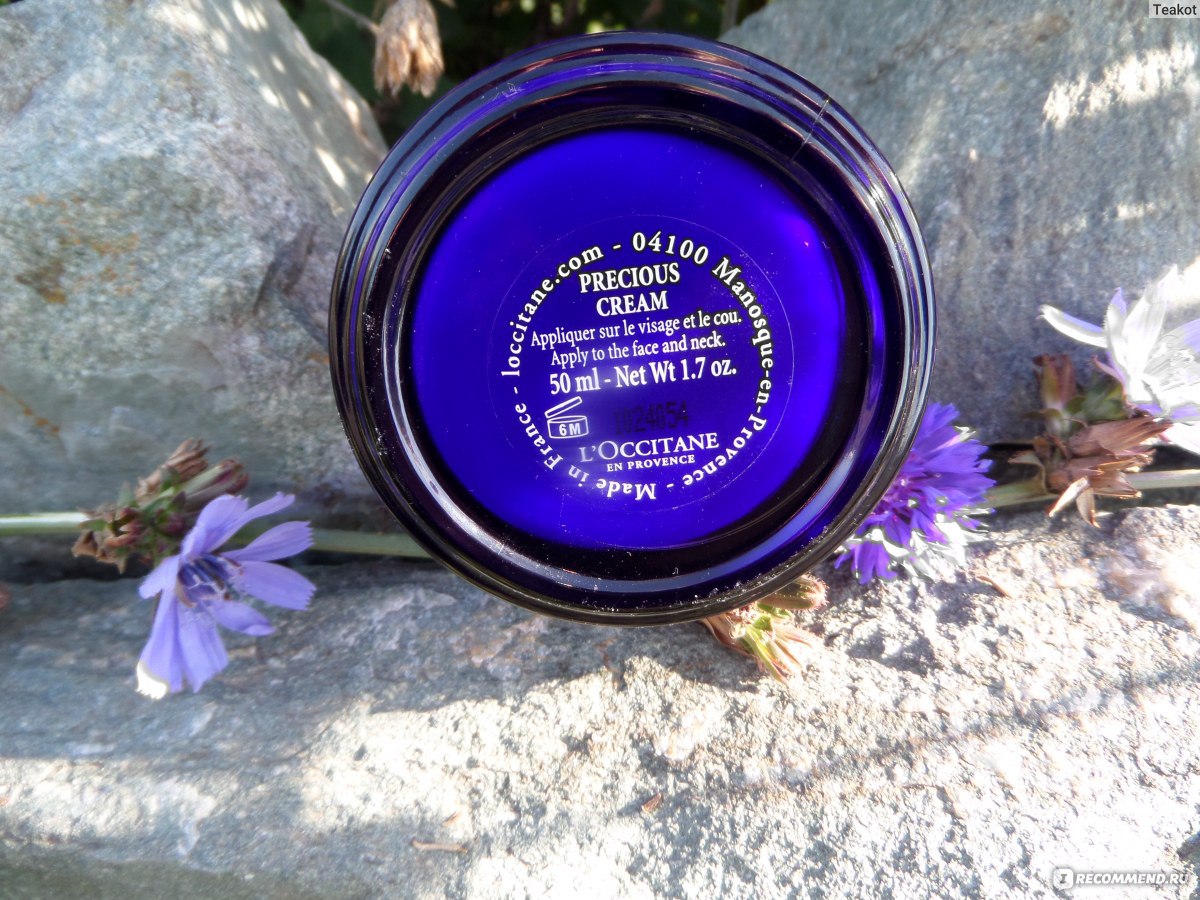 Teakot
loccitane.com - 04100 Manosque-en-Provence - Made in France -
PRECIOUS
CREAM
Appliquer sur le visage et le cou.
Apply to the face and neck.
50 ml - Net Wt 1.7 oz.
6M
L'OCCITANE
EN PROVENCE
IRECOMMEND.RU